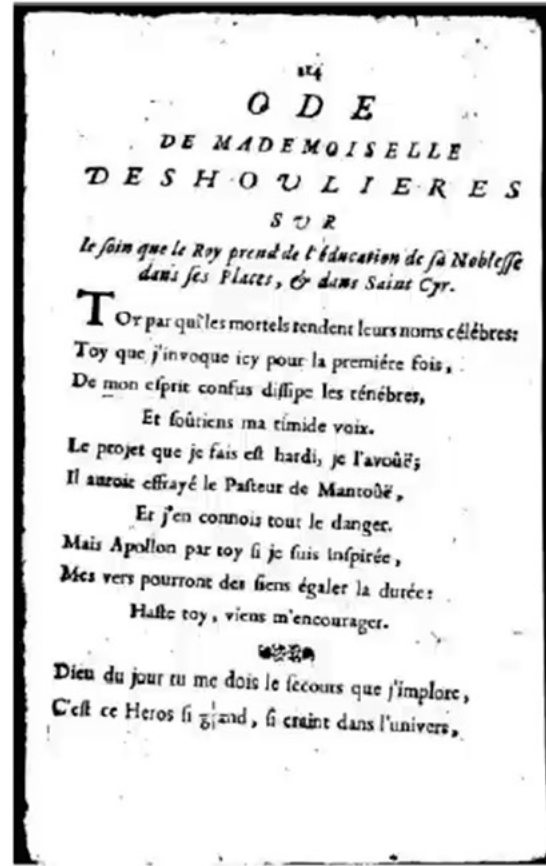 214
ODE
DE MADEMOISELLE
DESHOULIERES
SUR
le ſoin que le Roy prend de l'éducation de ſa Nobleſſe
dans ſes Places, & dans Saint Cyr.
TOy par qui les mortels rendent leurs noms célébres:
Toy que j'invoque icy pour la premiére fois,
De mon eſprit confus diſſipe les ténébres,
Et ſoûtiens ma timide voix.
Le projet que je fais eſt hardi, je l'avoûë;
Il auroit effrayé le Paſteur de Mantoûë,
Et j'en connois tout le danger.
Mais Apollon par toy ſi je ſuis inſpirée,
Mes vers pourront des ſiens égaler la durée:
Haſte toy, viens m'encourager.
Dieu du jour tu me dois le ſecours que j'implore,
C'eſt ce Heros ſi grand, ſi craint dans l'univers,